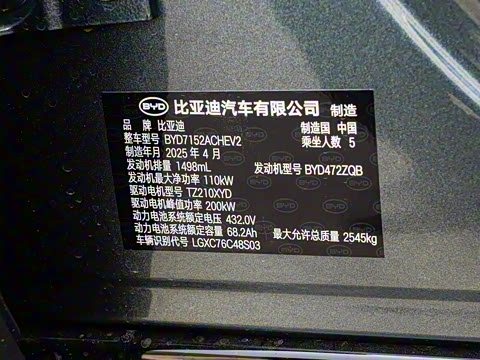 BYD 比亚迪汽车有限公司 制造
品 牌 比亚迪 制造国 中国
整车型号 BYD7152ACHEV2 乘坐人数 5
制造年月 2025 年 4 月
发动机排量 1498mL 发动机型号 BYD472ZQB
发动机最大净功率 110kW
驱动电机型号 TZ210XYD
驱动电机峰值功率 200kW
动力电池系统额定电压 432.0V
动力电池系统额定容量 68.2Ah 最大允许总质量 2545kg
车辆识别代号 LGXC76C48S03